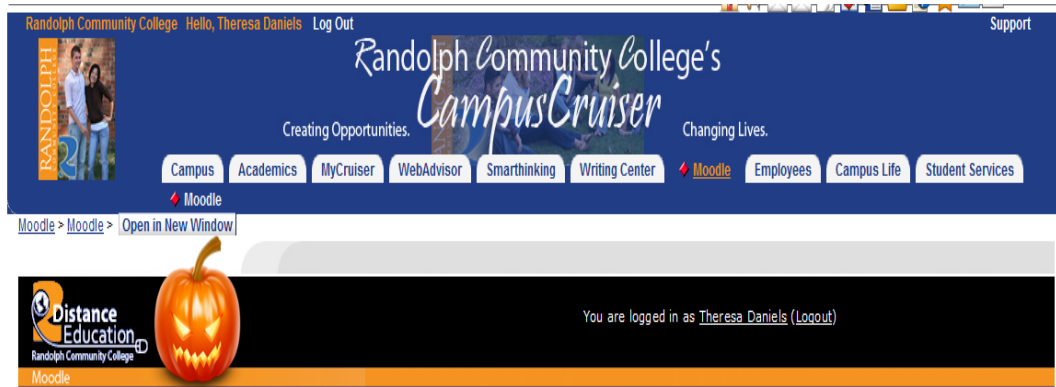 Randolph Community College Hello, Theresa Daniels Log Out Support
RANDOLPH
COMMUNITY COLLEGE
Randolph Community College's
CampusCruiser
Creating Opportunities. Changing Lives.
Campus Academics MyCruiser WebAdvisor Smarthinking Writing Center Moodle Employees Campus Life Student Services
Moodle
Moodle > Moodle > Open in New Window
Distance
Education
Randolph Community College
You are logged in as Theresa Daniels (Logout)
Moodle